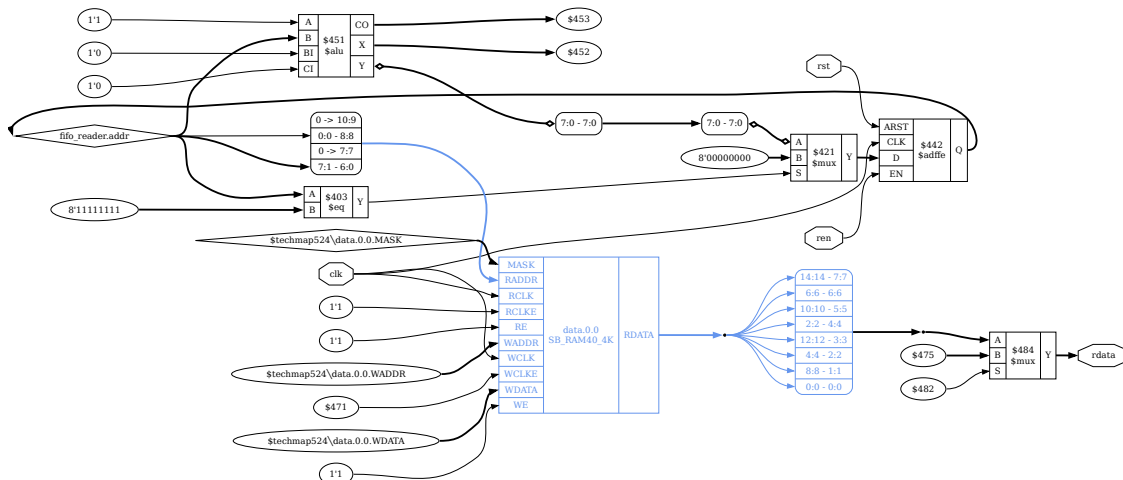 1'1
1'0
1'0
A
B
BI
CI
$451
$alu
CO
X
Y
$453
$452
fifo_reader.addr
0 -> 10:9
0:0 - 8:8
0 -> 7:7
7:1 - 6:0
7:0 - 7:0
7:0 - 7:0
8'00000000
A
B
S
$421
$mux
Y
rst
ARST
CLK
D
EN
$442
$adffe
Q
ren
8'11111111
A
B
$403
$eq
Y
$techmap524\data.0.0.MASK
clk
1'1
1'1
$techmap524\data.0.0.WADDR
$471
$techmap524\data.0.0.WDATA
1'1
MASK
RADDR
RCLK
RCLKE
RE
WADDR
WCLK
WCLKE
WDATA
WE
data.0.0
SB_RAM40_4K
RDATA
14:14 - 7:7
6:6 - 6:6
10:10 - 5:5
2:2 - 4:4
12:12 - 3:3
4:4 - 2:2
8:8 - 1:1
0:0 - 0:0
$475
$482
A
B
S
$484
$mux
Y
rdata